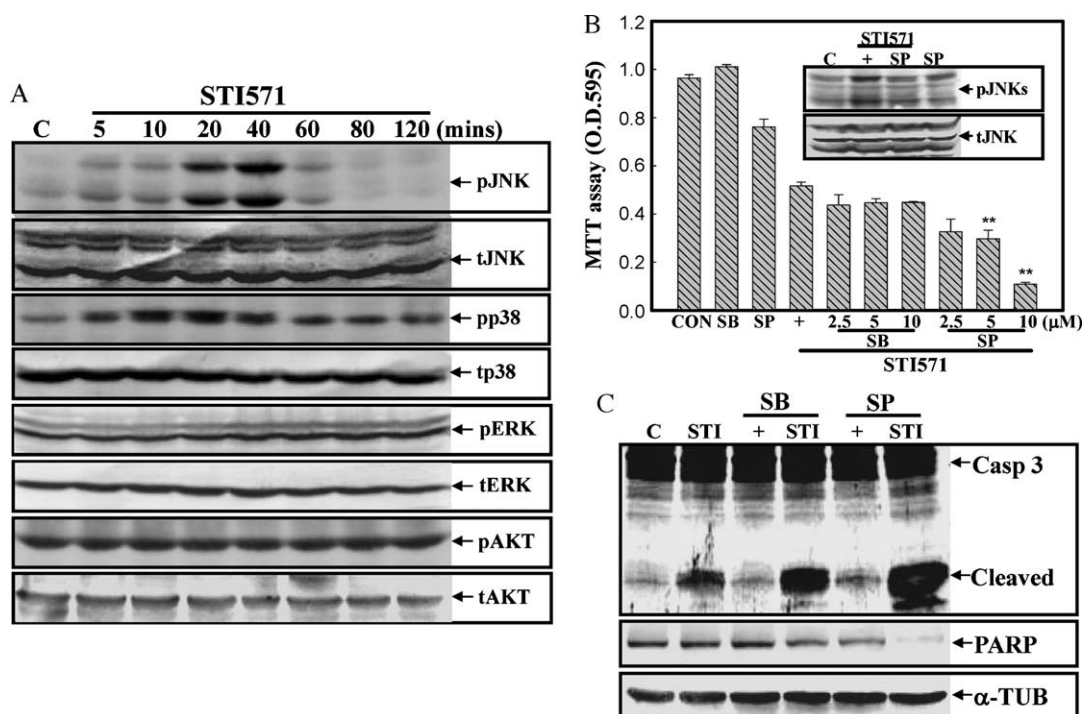 A
STI571
C 5 10 20 40 60 80 120 (mins)
pJNK
tJNK
pp38
tp38
pERK
tERK
pAKT
tAKT
B
MTT assay (O.D.595)
1.2
1.0
0.8
0.6
0.4
0.2
0.0
STI571
C + SP SP
pJNKs
tJNK
**
**
CON SB SP + 2.5 5 10 2.5 5 10 (μM)
SB SP
STI571
C
SB SP
C STI + STI + STI
Casp 3
Cleaved
PARP
α-TUB